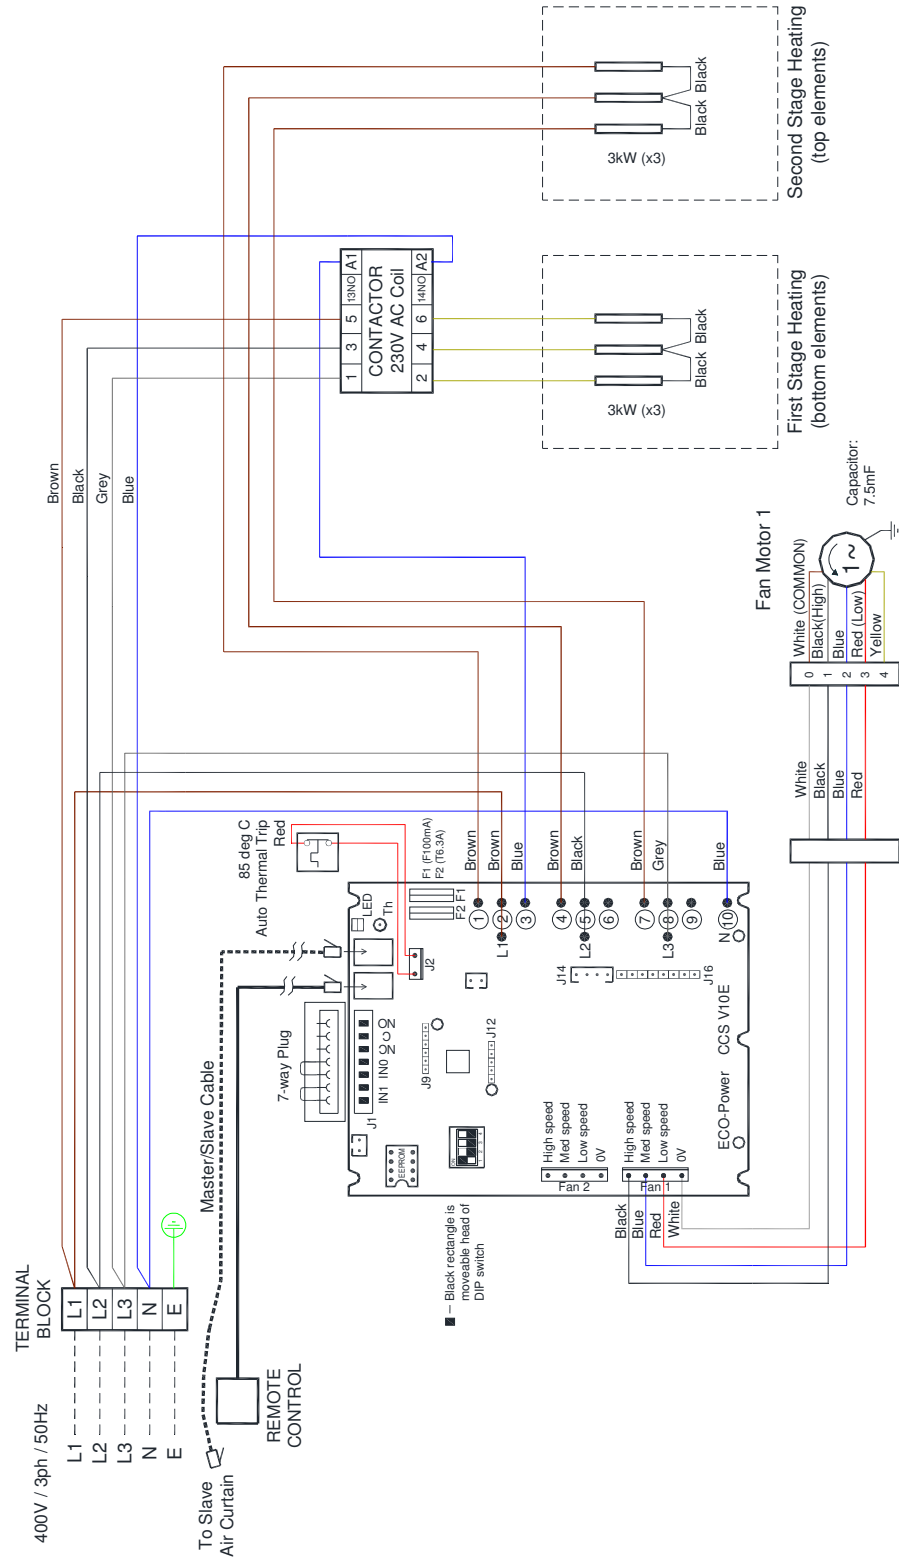 400V / 3ph / 50Hz
L1
L2
L3
N
E
TERMINAL
BLOCK
L1
L2
L3
N
E
To Slave
Air Curtain
REMOTE
CONTROL
Master/Slave Cable
Brown
Black
Grey
Blue
7-way Plug
85 deg C
Auto Thermal Trip
Red
J1
IN1
IN0
LED
Th
J2
F1 (F100mA)
F2 (T6.3A)
F2
F1
EEPROM
ON
1
2
3
4
J9
J12
J14
J16
– Black rectangle is
moveable head of
DIP switch
High speed
Med speed
Low speed
0V
Fan 2
High speed
Med speed
Low speed
0V
Fan 1
Black
Blue
Red
White
ECO-Power
CCS V10E
L1
L2
L3
N
1
2
3
4
5
6
7
8
9
10
Brown
Brown
Blue
Brown
Black
Brown
Grey
Blue
1
3
5
13NO
A1
CONTACTOR
230V AC Coil
2
4
6
14NO
A2
3kW (x3)
Black
Black
First Stage Heating
(bottom elements)
3kW (x3)
Black
Black
Second Stage Heating
(top elements)
White
Black
Blue
Red
0
1
2
3
4
White (COMMON)
Black(High)
Blue
Red (Low)
Yellow
Fan Motor 1
1~
Capacitor:
7.5mF